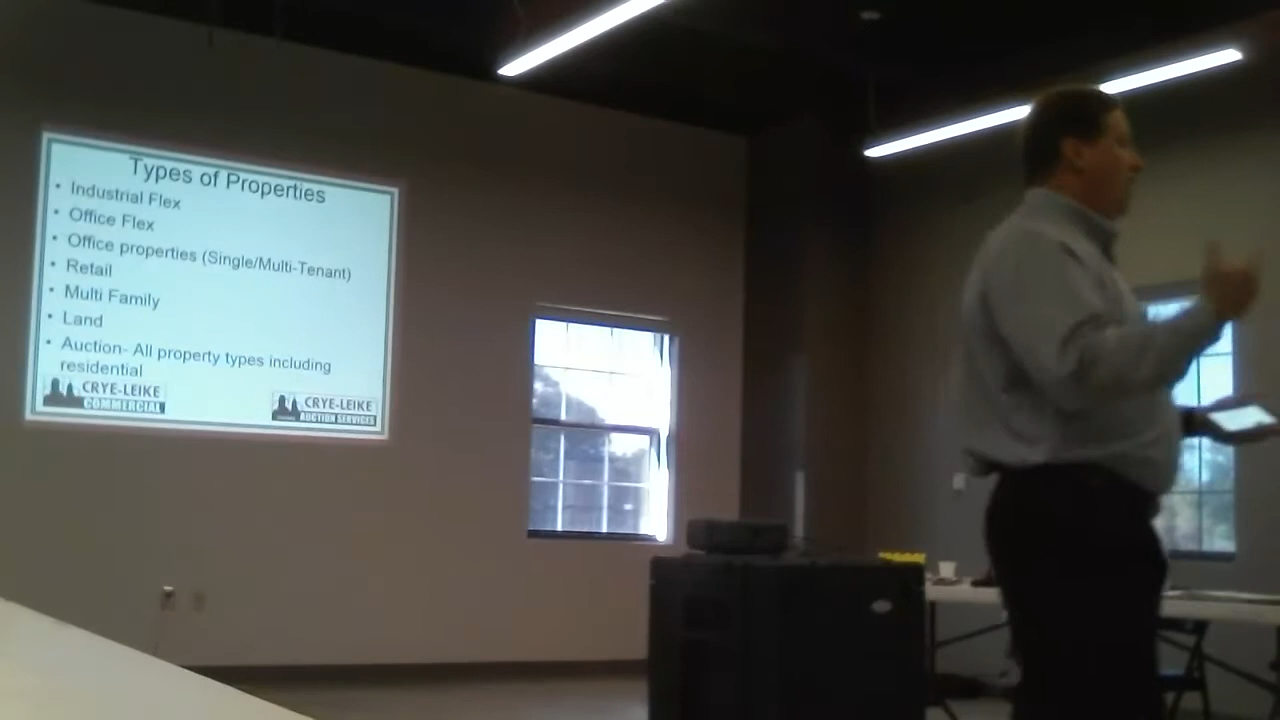 Types of Properties
• Industrial Flex
• Office Flex
• Office properties (Single/Multi-Tenant)
• Retail
• Multi Family
• Land
• Auction- All property types including
residential
CRYE-LEIKE
COMMERCIAL
CRYE-LEIKE
AUCTION SERVICES